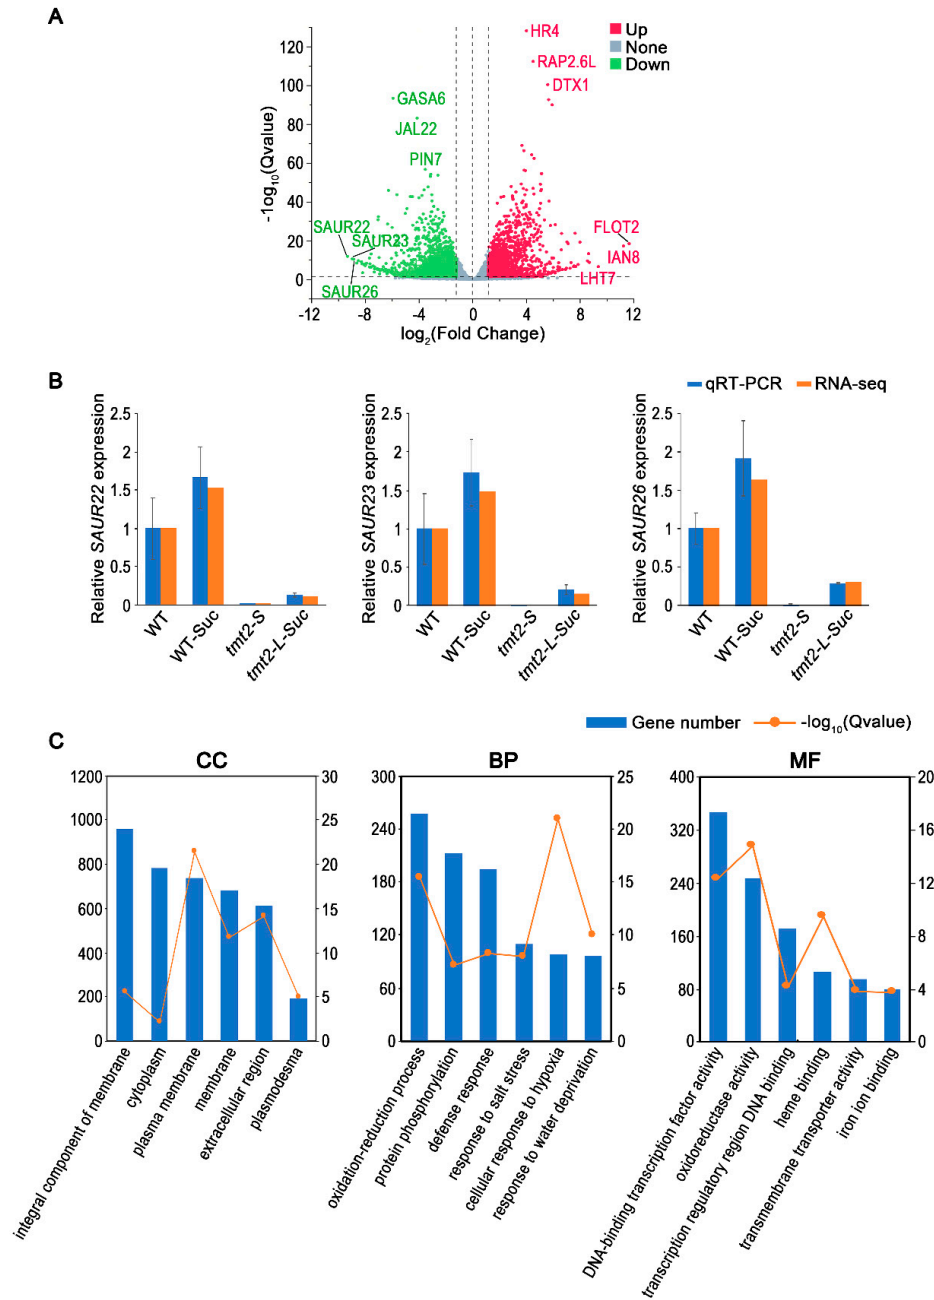 A
Up
None
Down
HR4
RAP2.6L
DTX1
GASA6
JAL22
PIN7
SAUR22
SAUR23
SAUR26
FLOT2
IAN8
LHT7
-1og10(Qvalue)
120
100
80
60
40
20
0
-12 -8 -4 0 4 8 12
log2(Fold Change)
B
qRT-PCR RNA-seq
Relative SAUR22 expression
2.5
2
1.5
1
0.5
0
WT WT-Suc tmt2-S tmt2-L-Suc
Relative SAUR23 expression
2.5
2
1.5
1
0.5
0
WT WT-Suc tmt2-S tmt2-L-Suc
Relative SAUR26 expression
2.5
2
1.5
1
0.5
0
WT WT-Suc tmt2-S tmt2-L-Suc
Gene number -log10(Qvalue)
C
CC
1200
1000
800
600
400
200
0
30
25
20
15
10
5
0
integral component of membrane
cytoplasm
plasma membrane
membrane
extracellular region
plasmodesma
BP
300
240
180
120
60
0
25
20
15
10
5
0
oxidation-reduction process
protein phosphorylation
defense response
response to salt stress
cellular response to hypoxia
response to water deprivation
MF
400
320
240
160
80
0
20
16
12
8
4
0
DNA-binding transcription factor activity
oxidoreductase activity
transcription regulatory region DNA binding
heme binding
transmembrane transporter activity
iron ion binding